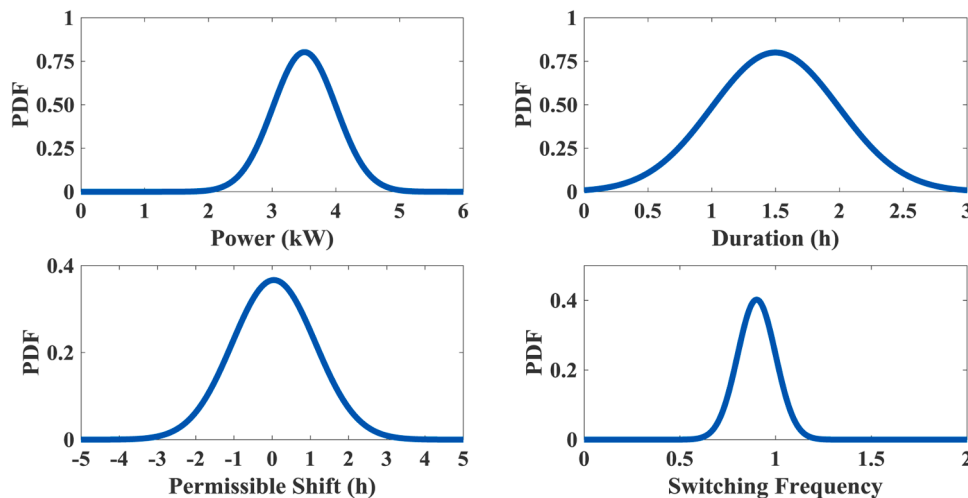 1
0.75
0.50
0.25
0
PDF
0 1 2 3 4 5 6
Power (kW)
1
0.75
0.50
0.25
0
PDF
0 0.5 1 1.5 2 2.5 3
Duration (h)
0.4
0.2
0
PDF
-5 -4 -3 -2 -1 0 1 2 3 4 5
Permissible Shift (h)
0.4
0.2
0
PDF
0 0.5 1 1.5 2
Switching Frequency